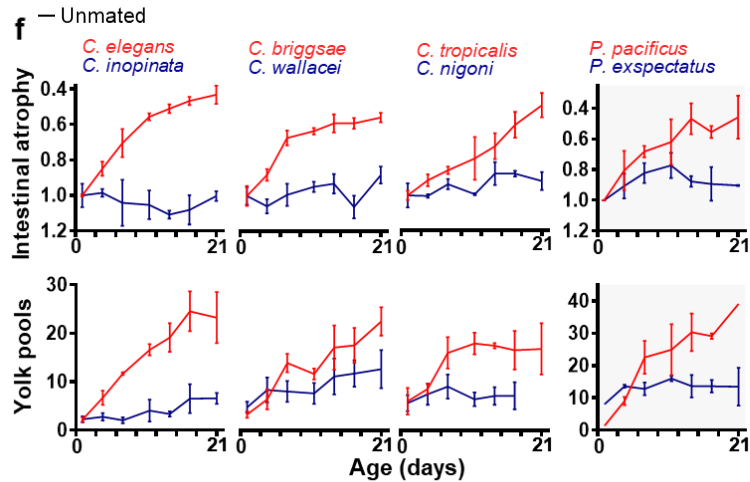 f
— Unmated
C. elegans
C. inopinata
C. briggsae
C. wallacei
C. tropicalis
C. nigoni
P. pacificus
P. exspectatus
Intestinal atrophy
0.4
0.6
0.8
1.0
1.2
0 21
0 21
0 21
0.4
0.6
0.8
1.0
1.2
0 21
Yolk pools
30
20
10
0
0 21
0 21
0 21
40
30
20
10
0
0 21
Age (days)